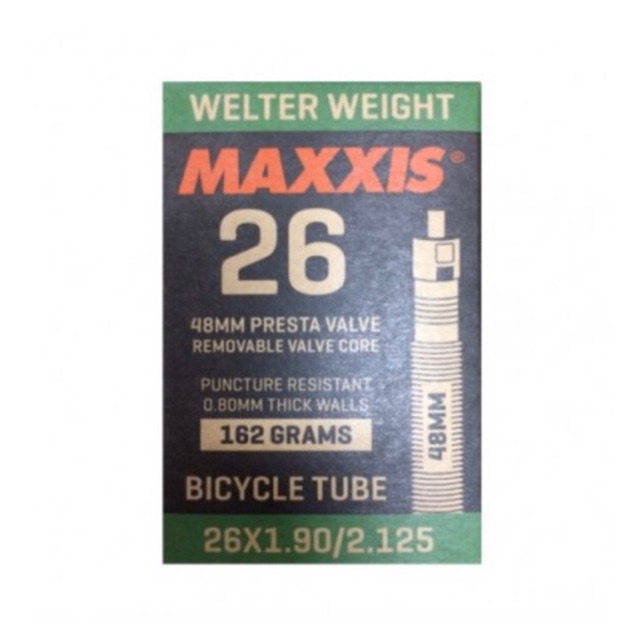 WELTER WEIGHT
MAXXIS®
26
48MM PRESTA VALVE
REMOVABLE VALVE CORE
PUNCTURE RESISTANT
0.80MM THICK WALLS
162 GRAMS
48MM
BICYCLE TUBE
26X1.90/2.125